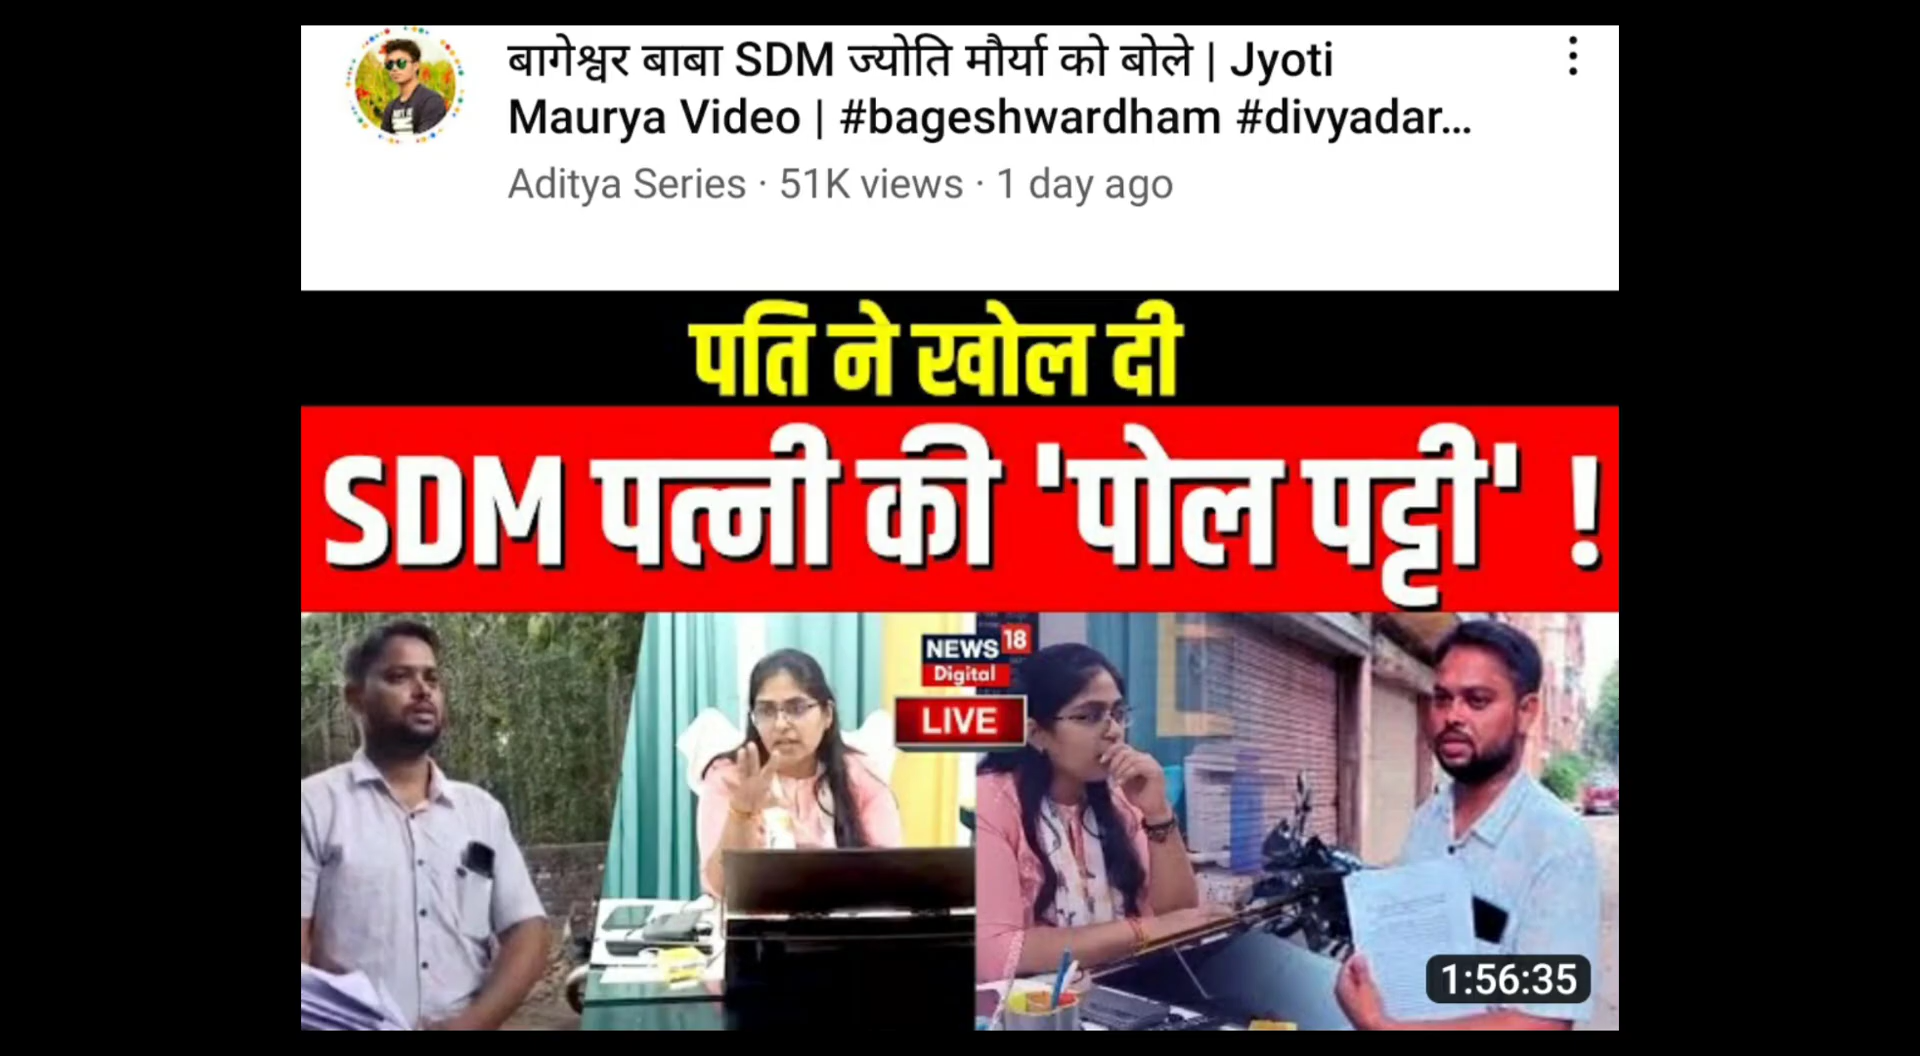 बागेश्वर बाबा SDM ज्योति मौर्या को बोले | Jyoti
Maurya Video | #bageshwardham #divyadar...
Aditya Series · 51K views · 1 day ago
पति ने खोल दी
SDM पत्नी की 'पोल पट्टी' !
NEWS 18
Digital
LIVE
1:56:35